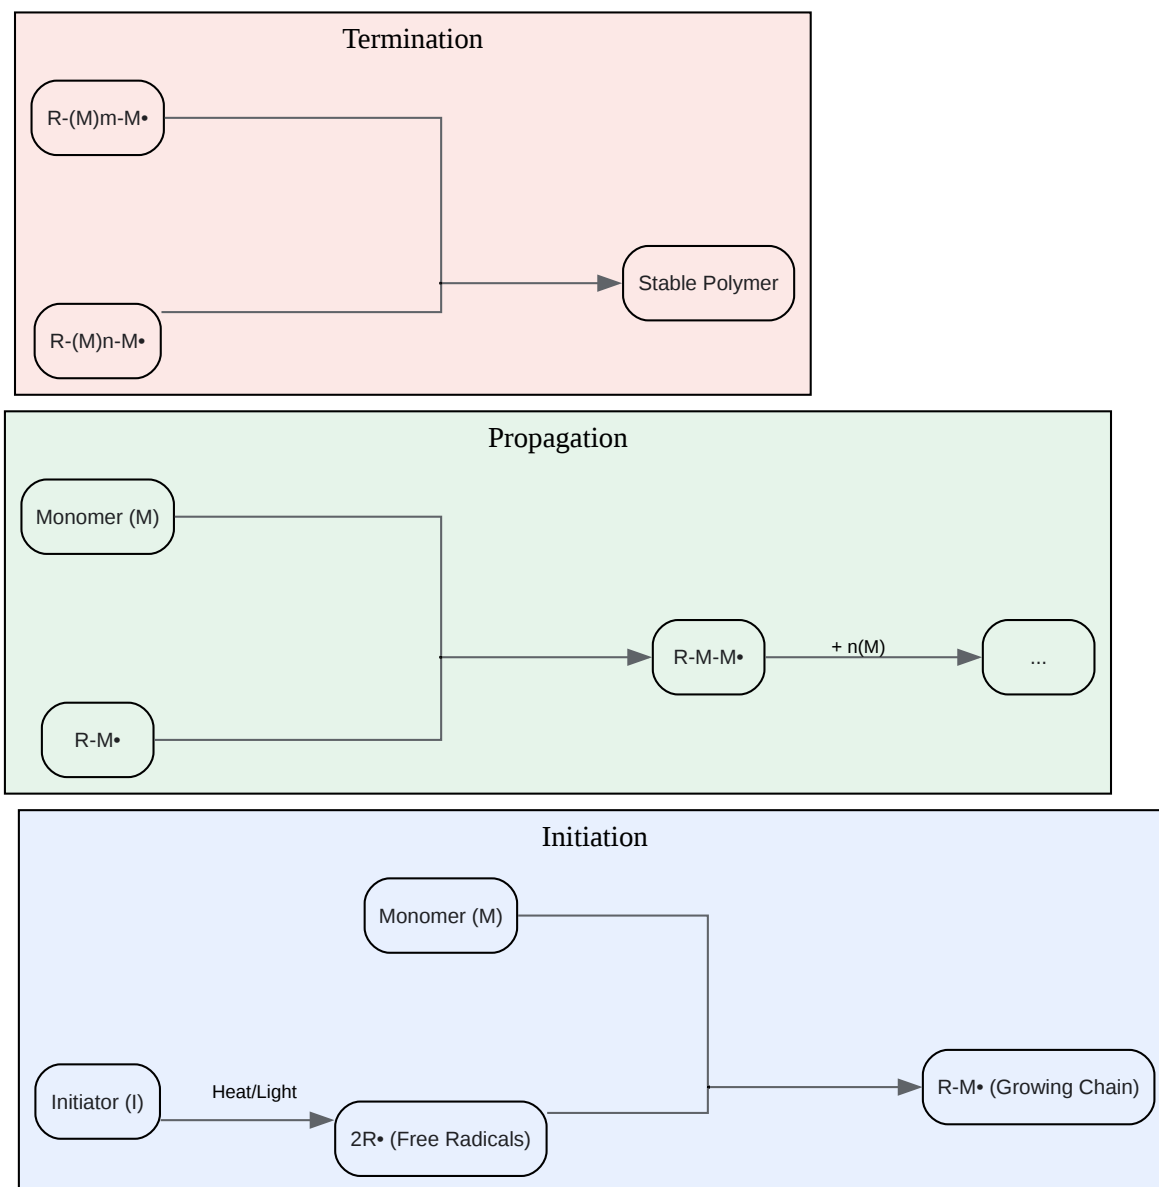 Termination
R-(M)m-M•
Stable Polymer
R-(M)n-M•
Propagation
Monomer (M)
R-M-M•
+ n(M)
...
R-M•
Initiation
Monomer (M)
Initiator (I)
Heat/Light
2R• (Free Radicals)
R-M• (Growing Chain)